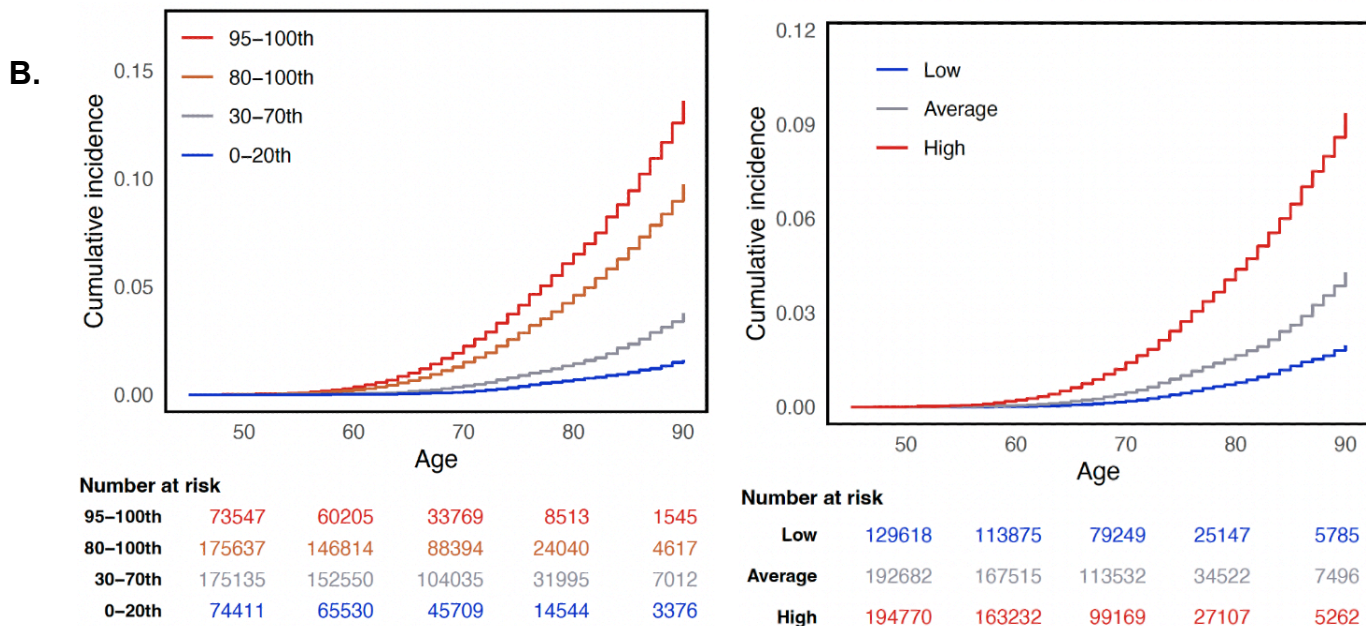 B.
Cumulative incidence
0.15
0.10
0.05
0.00
95–100th
80–100th
30–70th
0–20th
50 60 70 80 90
Age
Number at risk
95–100th 73547 60205 33769 8513 1545
80–100th 175637 146814 88394 24040 4617
30–70th 175135 152550 104035 31995 7012
0–20th 74411 65530 45709 14544 3376
Cumulative incidence
0.12
0.09
0.06
0.03
0.00
Low
Average
High
50 60 70 80 90
Age
Number at risk
Low 129618 113875 79249 25147 5785
Average 192682 167515 113532 34522 7496
High 194770 163232 99169 27107 5262